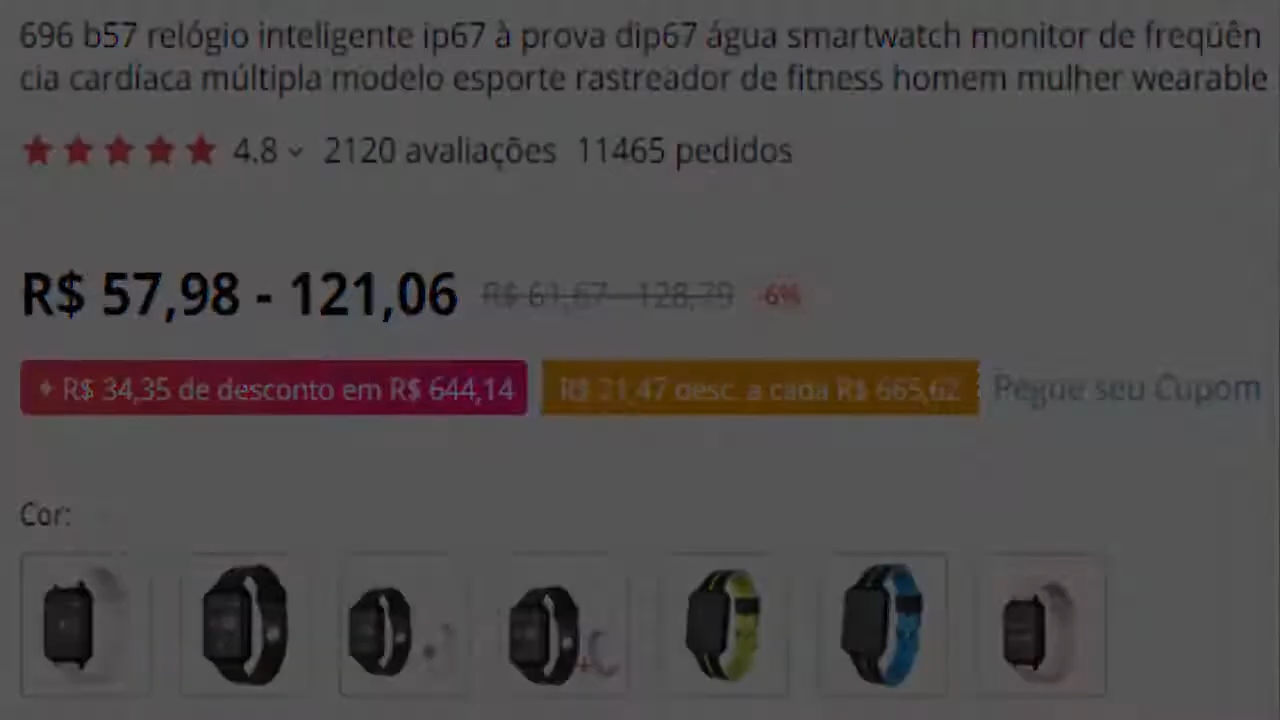 696 b57 relógio inteligente ip67 à prova dip67 água smartwatch monitor de freqüên
cia cardíaca múltipla modelo esporte rastreador de fitness homem mulher wearable
4.8 2120 avaliações 11465 pedidos
R$ 57,98 - 121,06 R$ 61,67 - 128,79 -6%
+ R$ 34,35 de desconto em R$ 644,14 R$ 21,47 desc. a cada R$ 665,62 Pegue seu Cupom
Cor: